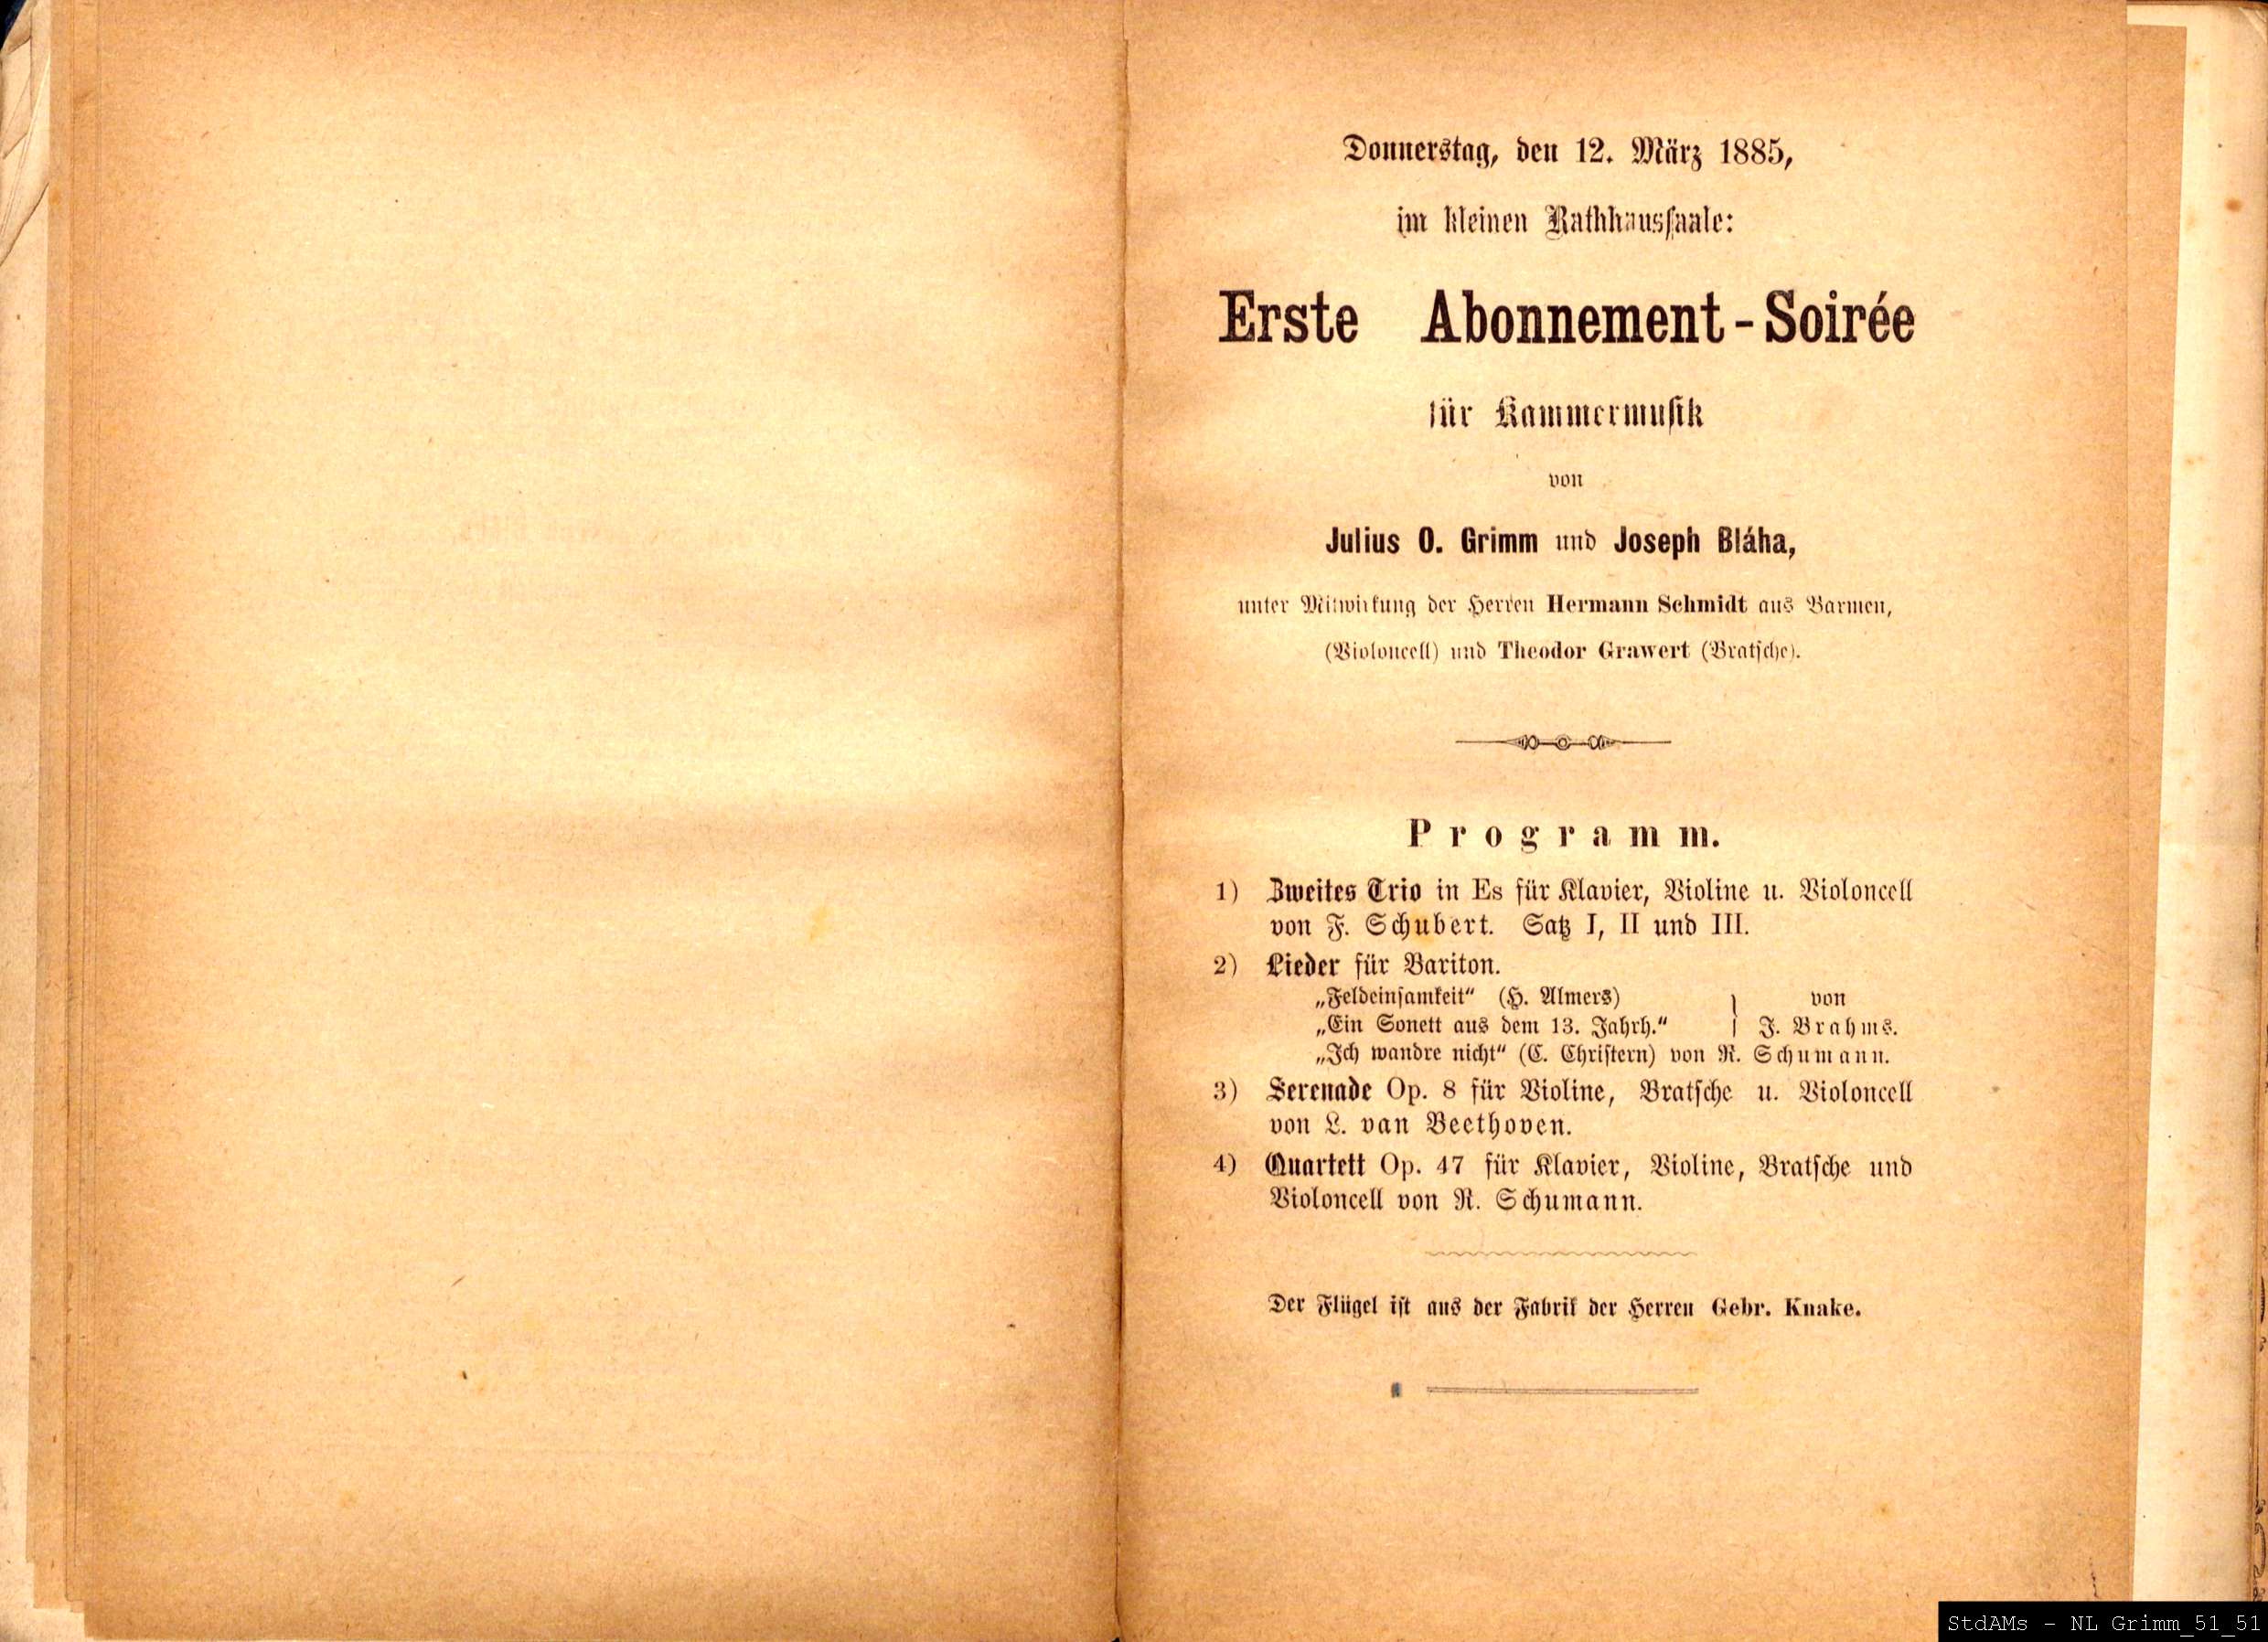 Donnerstag, den 12. März 1885,
im kleinen Rathhaussaale:
Erste Abonnement-Soirée
für Kammermusik
von
Julius O. Grimm und Joseph Bláha,
unter Mitwirkung der Herren Hermann Schmidt aus Barmen,
(Violoncell) und Theodor Grawert (Bratsche).
Programm.
1) Zweites Trio in Es für Klavier, Violine u. Violoncell
von F. Schubert. Satz I, II und III.
2) Lieder für Bariton.
„Feldeinsamkeit“ (H. Almers) } von
„Ein Sonett aus dem 13. Jahrh.“ } J. Brahms.
„Ich wandre nicht“ (C. Christern) von R. Schumann.
3) Serenade Op. 8 für Violine, Bratsche u. Violoncell
von L. van Beethoven.
4) Quartett Op. 47 für Klavier, Violine, Bratsche und
Violoncell von R. Schumann.
Der Flügel ist aus der Fabrik der Herren Gebr. Knake.
StdAMs - NL Grimm_51_51